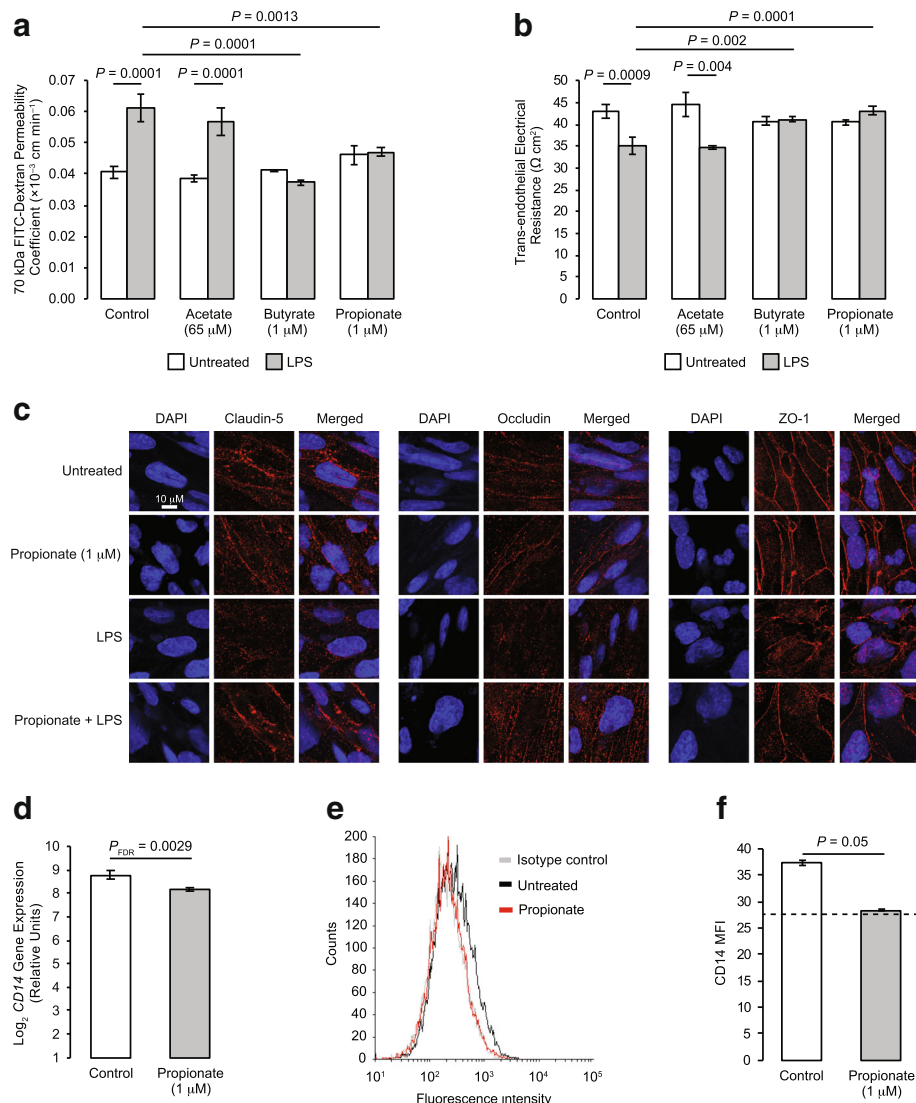 a
P = 0.0013
P = 0.0001
P = 0.0001 P = 0.0001
70 kDa FITC-Dextran Permeability
Coefficient (×10⁻³ cm min⁻¹)
0.07
0.06
0.05
0.04
0.03
0.02
0.01
0.00
Control Acetate (65 µM) Butyrate (1 µM) Propionate (1 µM)
Untreated LPS
b
P = 0.0001
P = 0.002
P = 0.0009 P = 0.004
Trans-endothelial Electrical
Resistance (Ω cm²)
50
45
40
35
30
25
20
15
10
5
0
Control Acetate (65 µM) Butyrate (1 µM) Propionate (1 µM)
Untreated LPS
c
DAPI Claudin-5 Merged DAPI Occludin Merged DAPI ZO-1 Merged
Untreated
10 µM
Propionate (1 µM)
LPS
Propionate + LPS
d
P_FDR = 0.0029
Log₂ CD14 Gene Expression
(Relative Units)
10
9
8
7
6
5
4
3
2
1
Control Propionate (1 µM)
e
Counts
200
180
160
140
120
100
80
60
40
20
0
10¹ 10² 10³ 10⁴ 10⁵
Fluorescence intensity
Isotype control
Untreated
Propionate
f
P = 0.05
CD14 MFI
40
35
30
25
20
15
10
5
0
Control Propionate (1 µM)